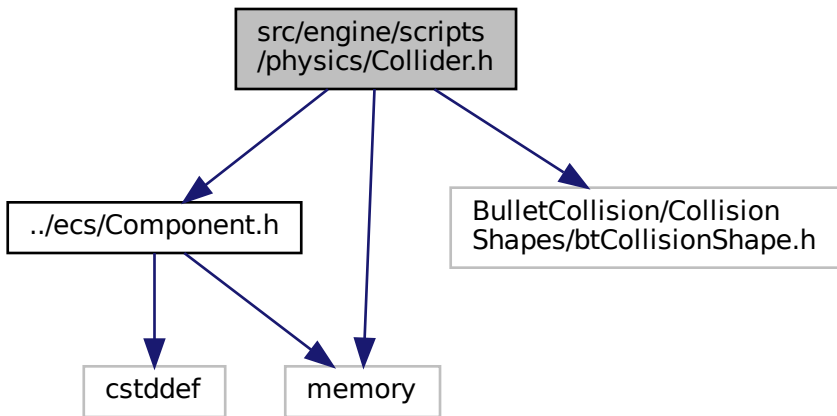 src/engine/scripts
/physics/Collider.h
../ecs/Component.h
BulletCollision/Collision
Shapes/btCollisionShape.h
cstddef
memory